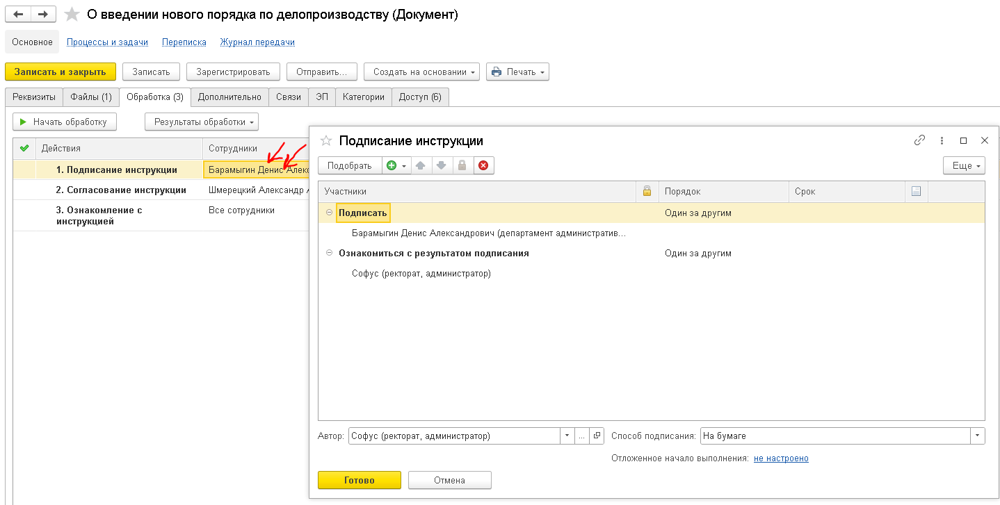 О введении нового порядка по делопроизводству (Документ)
Основное Процессы и задачи Переписка Журнал передачи
Записать и закрыть Записать Зарегистрировать Отправить... Создать на основании Печать
Реквизиты Файлы (1) Обработка (3) Дополнительно Связи ЭП Категории Доступ (6)
Начать обработку Результаты обработки
Действия Сотрудники
1. Подписание инструкции Барамыгин Денис Алекс
2. Согласование инструкции Шмерецкий Александр А
3. Ознакомление с Все сотрудники
инструкцией
Подписание инструкции
Подобрать Еще
Участники Порядок Срок
Подписать Один за другим
Барамыгин Денис Александрович (департамент административ...
Ознакомиться с результатом подписания Один за другим
Софус (ректорат, администратор)
Автор: Софус (ректорат, администратор) ... Способ подписания: На бумаге
Отложенное начало выполнения: не настроено
Готово Отмена